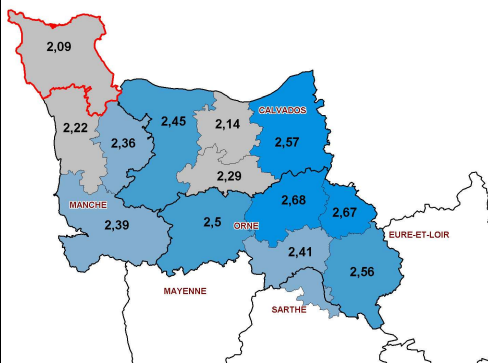 2,09
2,22
2,36
2,45
2,14
CALVADOS
2,57
2,29
MANCHE
2,39
2,5
ORNE
2,68
2,67
EURE-ET-LOIR
2,41
2,56
MAYENNE
SARTHE